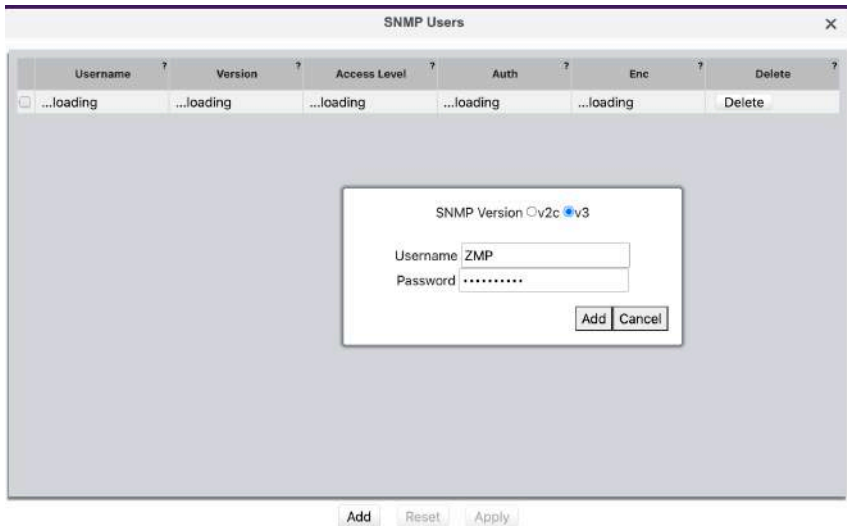 SNMP Users ×
Username ? Version ? Access Level ? Auth ? Enc ? Delete ?
...loading ...loading ...loading ...loading ...loading Delete
SNMP Version v2c v3
Username ZMP
Password ••••••••••
Add Cancel
Add Reset Apply